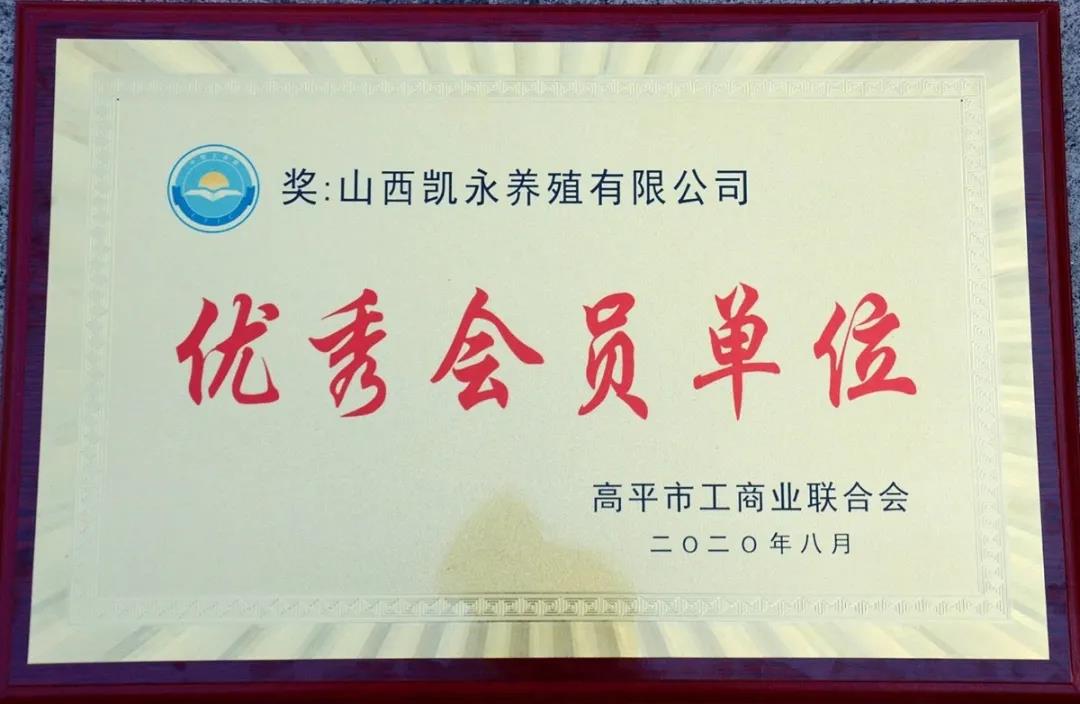 奖:山西凯永养殖有限公司
优秀会员单位
高平市工商业联合会
二〇二〇年八月